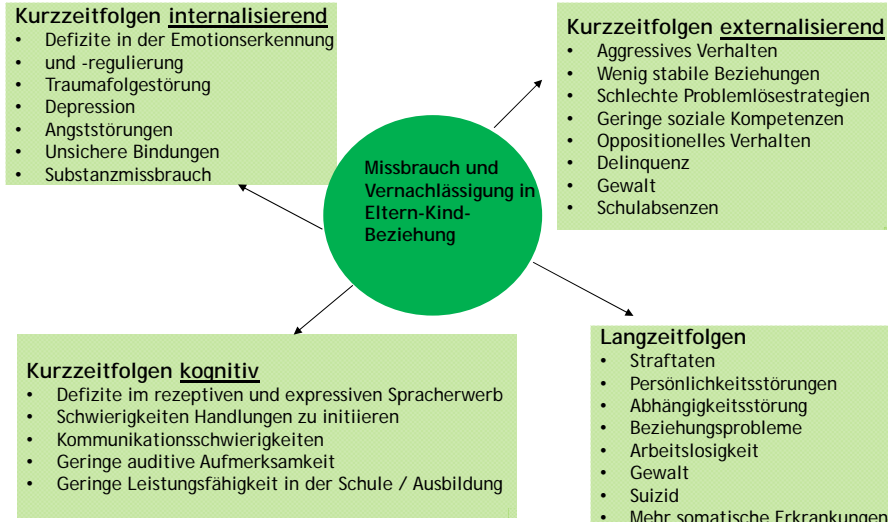 Kurzzeitfolgen internalisierend
• Defizite in der Emotionserkennung
• und -regulierung
• Traumafolgestörung
• Depression
• Angststörungen
• Unsichere Bindungen
• Substanzmissbrauch
Kurzzeitfolgen externalisierend
• Aggressives Verhalten
• Wenig stabile Beziehungen
• Schlechte Problemlösestrategien
• Geringe soziale Kompetenzen
• Oppositionelles Verhalten
• Delinquenz
• Gewalt
• Schulabsenzen
Missbrauch und
Vernachlässigung in
Eltern-Kind-
Beziehung
Kurzzeitfolgen kognitiv
• Defizite im rezeptiven und expressiven Spracherwerb
• Schwierigkeiten Handlungen zu initiieren
• Kommunikationsschwierigkeiten
• Geringe auditive Aufmerksamkeit
• Geringe Leistungsfähigkeit in der Schule / Ausbildung
Langzeitfolgen
• Straftaten
• Persönlichkeitsstörungen
• Abhängigkeitsstörung
• Beziehungsprobleme
• Arbeitslosigkeit
• Gewalt
• Suizid
• Mehr somatische Erkrankungen